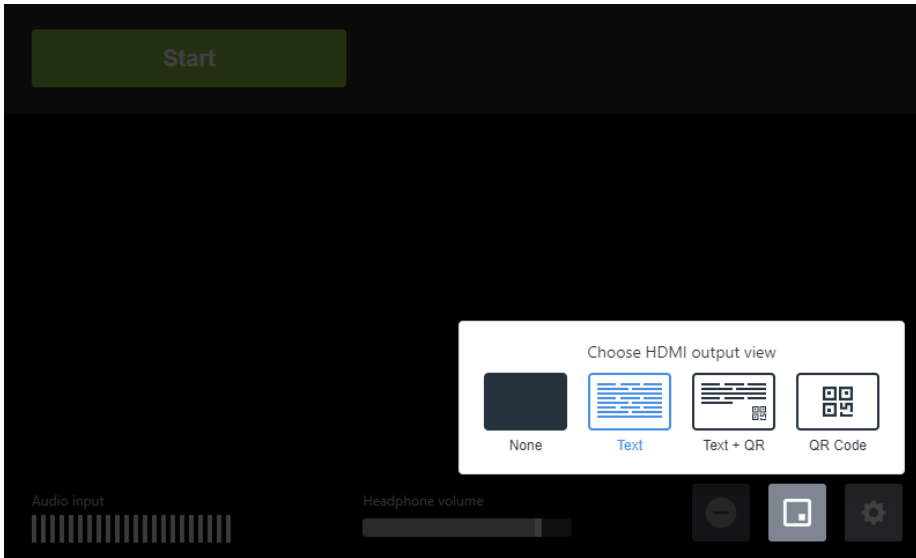 Start
Choose HDMI output view
None
Text
Text + QR
QR Code
Audio input
Headphone volume